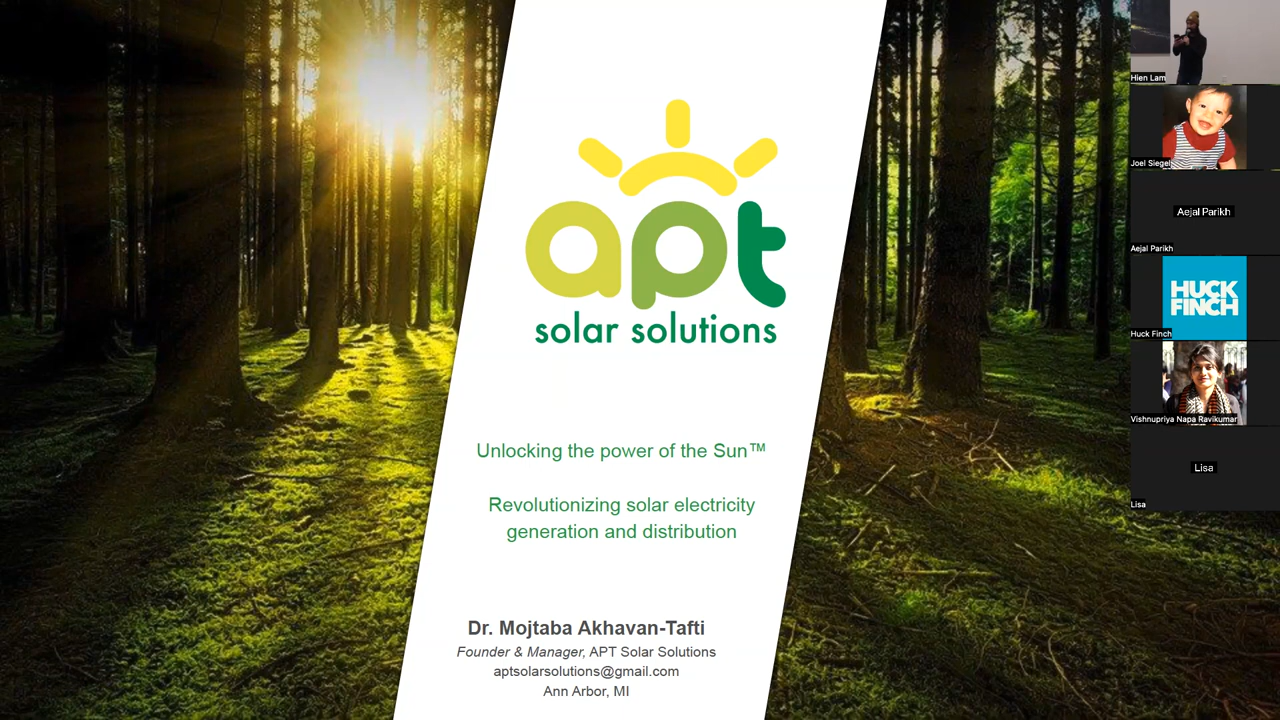 apt
solar solutions
Unlocking the power of the Sun™
Revolutionizing solar electricity
generation and distribution
Dr. Mojtaba Akhavan-Tafti
Founder & Manager, APT Solar Solutions
aptsolarsolutions@gmail.com
Ann Arbor, MI
Hien Lam
Joel Siegel
Aejal Parikh
Aejal Parikh
HUCK
FINCH
Huck Finch
Vishnupriya Napa Ravikumar
Lisa
Lisa